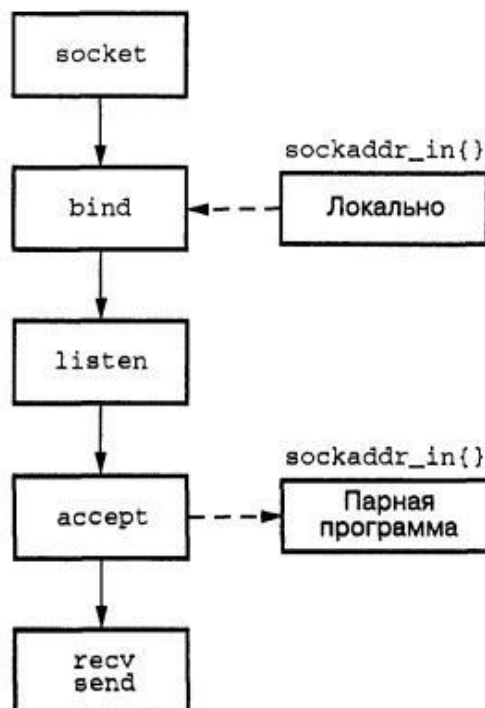 socket
sockaddr_in{}
bind
Локально
listen
sockaddr_in{}
accept
Парная
программа
recv
send